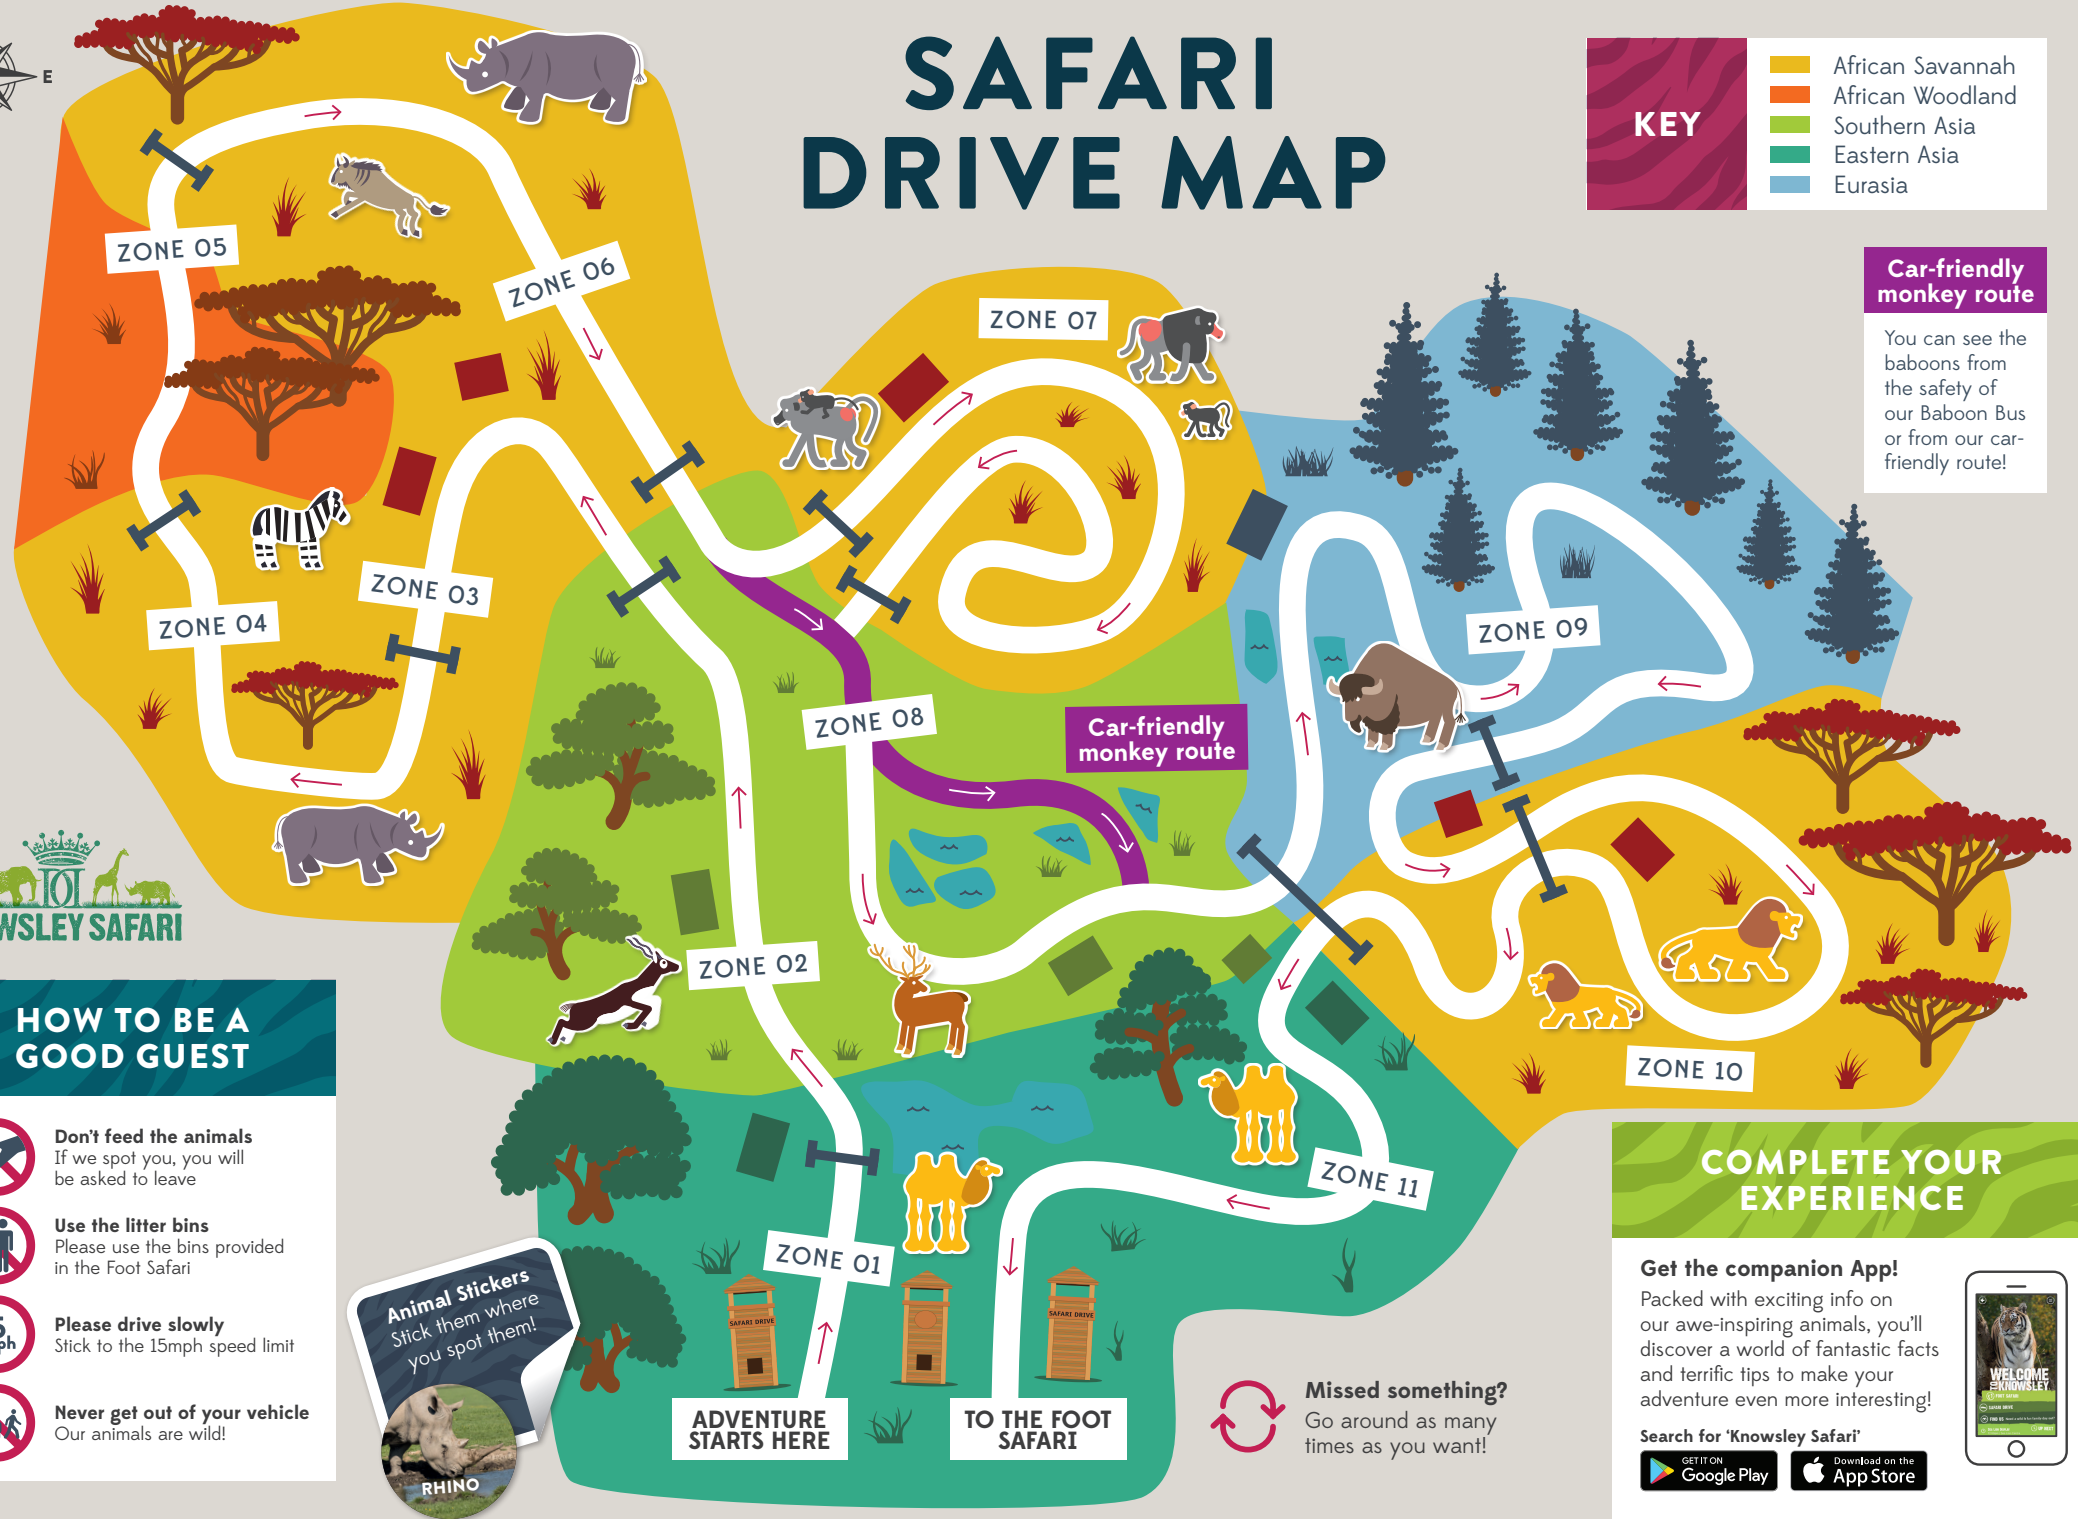 SAFARI
DRIVE MAP
E
KEY
African Savannah
African Woodland
Southern Asia
Eastern Asia
Eurasia
Car-friendly
monkey route
You can see the
baboons from
the safety of
our Baboon Bus
or from our car-
friendly route!
ZONE 05
ZONE 06
ZONE 07
ZONE 03
ZONE 04
ZONE 09
ZONE 08
Car-friendly
monkey route
ZONE 02
ZONE 10
ZONE 11
ZONE 01
WSLEY SAFARI
HOW TO BE A
GOOD GUEST
Don't feed the animals
If we spot you, you will
be asked to leave
Use the litter bins
Please use the bins provided
in the Foot Safari
Please drive slowly
Stick to the 15mph speed limit
Never get out of your vehicle
Our animals are wild!
Animal Stickers
Stick them where
you spot them!
RHINO
SAFARI DRIVE
SAFARI DRIVE
ADVENTURE
STARTS HERE
TO THE FOOT
SAFARI
Missed something?
Go around as many
times as you want!
COMPLETE YOUR
EXPERIENCE
Get the companion App!
Packed with exciting info on
our awe-inspiring animals, you'll
discover a world of fantastic facts
and terrific tips to make your
adventure even more interesting!
Search for ‘Knowsley Safari’
GET IT ON
Google Play
Download on the
App Store
WELCOME
TO KNOWSLEY